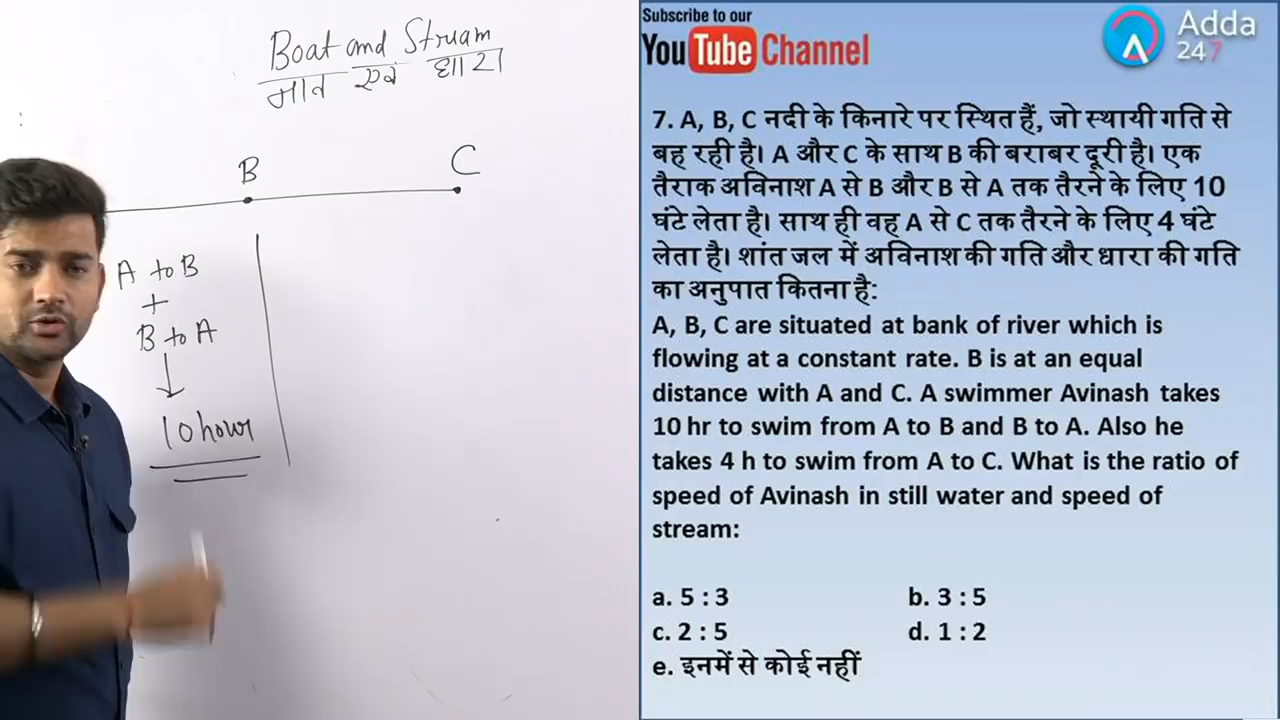 Boat and Stream
नाव एवं धारा
B
C
A to B
+
B to A
10 hour
Subscribe to our
YouTube Channel
Adda
247
7. A, B, C नदी के किनारे पर स्थित हैं, जो स्थायी गति से
बह रही है। A और C के साथ B की बराबर दूरी है। एक
तैराक अविनाश A से B और B से A तक तैरने के लिए 10
घंटे लेता है। साथ ही वह A से C तक तैरने के लिए 4 घंटे
लेता है। शांत जल में अविनाश की गति और धारा की गति
का अनुपात कितना है:
A, B, C are situated at bank of river which is
flowing at a constant rate. B is at an equal
distance with A and C. A swimmer Avinash takes
10 hr to swim from A to B and B to A. Also he
takes 4 h to swim from A to C. What is the ratio of
speed of Avinash in still water and speed of
stream:
a. 5 : 3 b. 3 : 5
c. 2 : 5 d. 1 : 2
e. इनमें से कोई नहीं